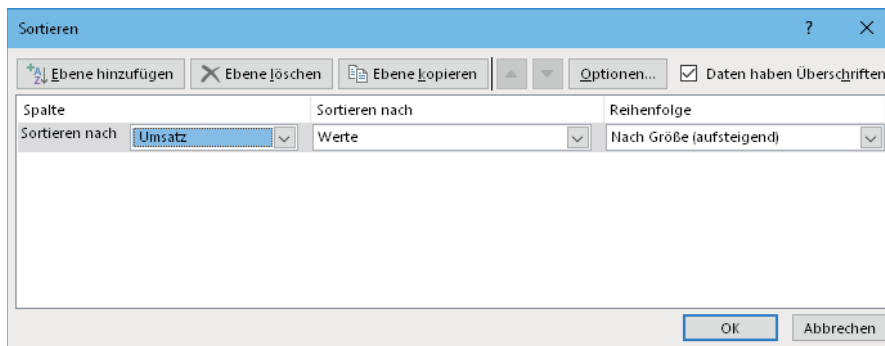 Sortieren
Ebene hinzufügen Ebene löschen Ebene kopieren Optionen... Daten haben Überschriften
Spalte Sortieren nach Reihenfolge
Sortieren nach Umsatz Werte Nach Größe (aufsteigend)
OK Abbrechen